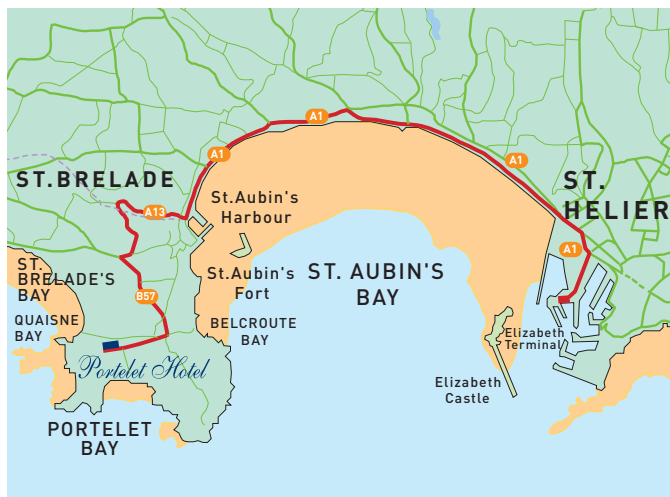 A1
A1
A1
ST.BRELADE
ST.
HELIER
A13
St.Aubin's
Harbour
A1
ST.
BRELADE'S
BAY
St.Aubin's
Fort
ST. AUBIN'S
BAY
B57
QUAISNE
BAY
BELCROUTE
BAY
Elizabeth
Terminal
Portelet Hotel
Elizabeth
Castle
PORTELET
BAY
A1